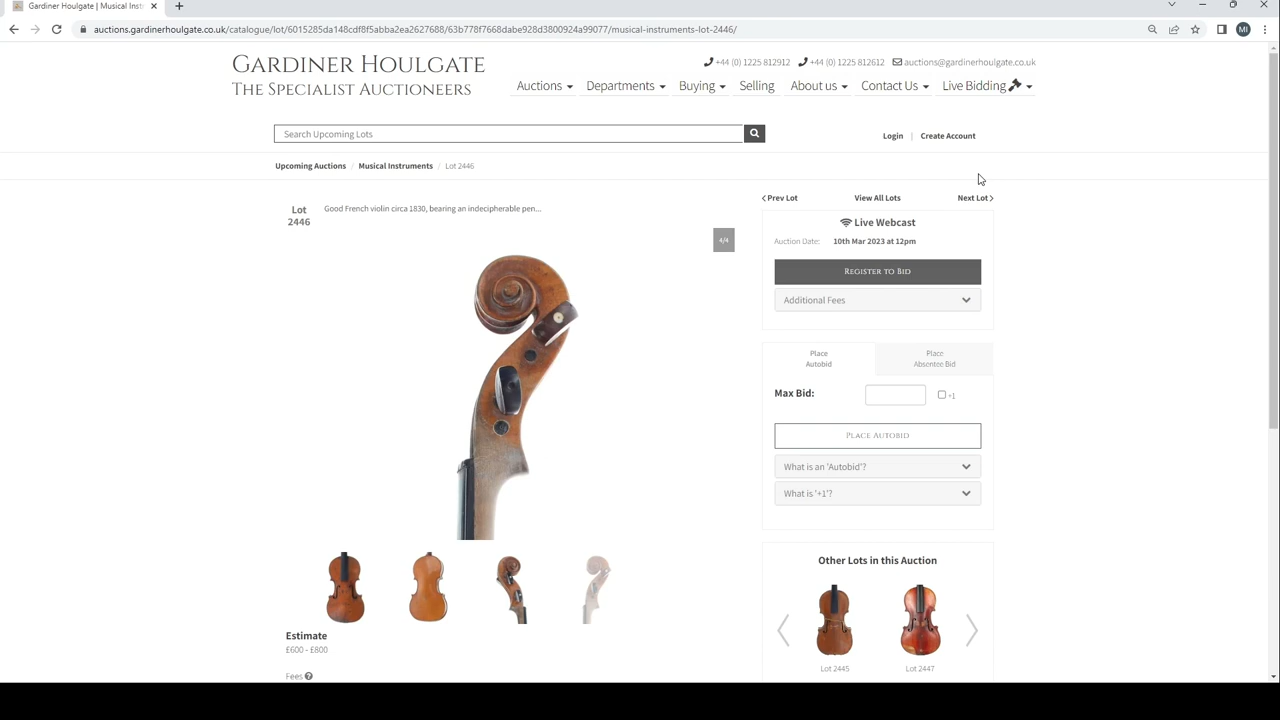 Gardiner Houlgate | Musical Inst
auctions.gardinerhoulgate.co.uk/catalogue/lot/6015285da148cdf8f5abba2ea2627688/63b778f7668dabe928d3800924a99077/musical-instruments-lot-2446/
MI
GARDINER HOULGATE
THE SPECIALIST AUCTIONEERS
+44 (0) 1225 812912
+44 (0) 1225 812612
auctions@gardinerhoulgate.co.uk
Auctions
Departments
Buying
Selling
About us
Contact Us
Live Bidding
Search Upcoming Lots
Login | Create Account
Upcoming Auctions / Musical Instruments / Lot 2446
Lot
2446
Good French violin circa 1830, bearing an indecipherable pen...
4/4
Estimate
£600 - £800
Fees
Prev Lot
View All Lots
Next Lot
Live Webcast
Auction Date: 10th Mar 2023 at 12pm
REGISTER TO BID
Additional Fees
Place
Autobid
Place
Absentee Bid
Max Bid:
+1
PLACE AUTOBID
What is an 'Autobid'?
What is '+1'?
Other Lots in this Auction
Lot 2445
Lot 2447